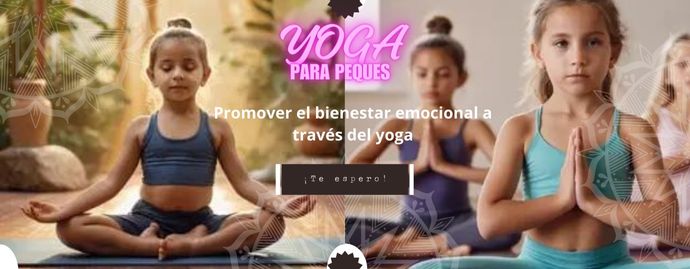 YOGA
PARA PEQUES
Promover el bienestar emocional a
través del yoga
¡Te espero!